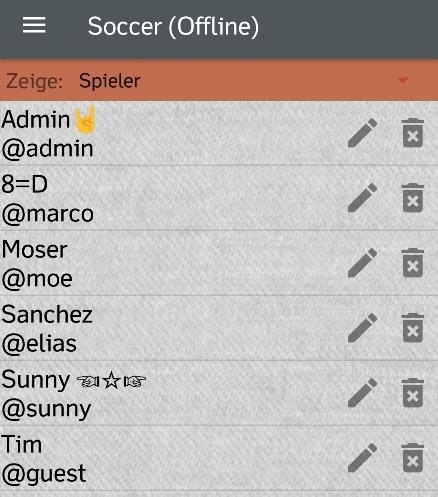 Soccer (Offline)
Zeige: Spieler
Admin🤘
@admin
8=D
@marco
Moser
@moe
Sanchez
@elias
Sunny ☜☆☞
@sunny
Tim
@guest